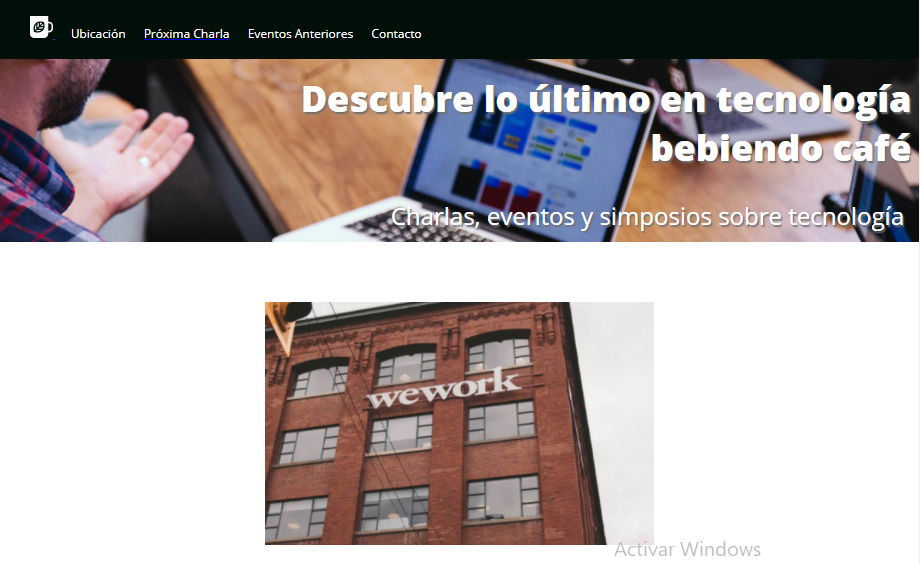 Ubicación Próxima Charla Eventos Anteriores Contacto
Descubre lo último en tecnología
bebiendo café
Charlas, eventos y simposios sobre tecnología
wework
Activar Windows